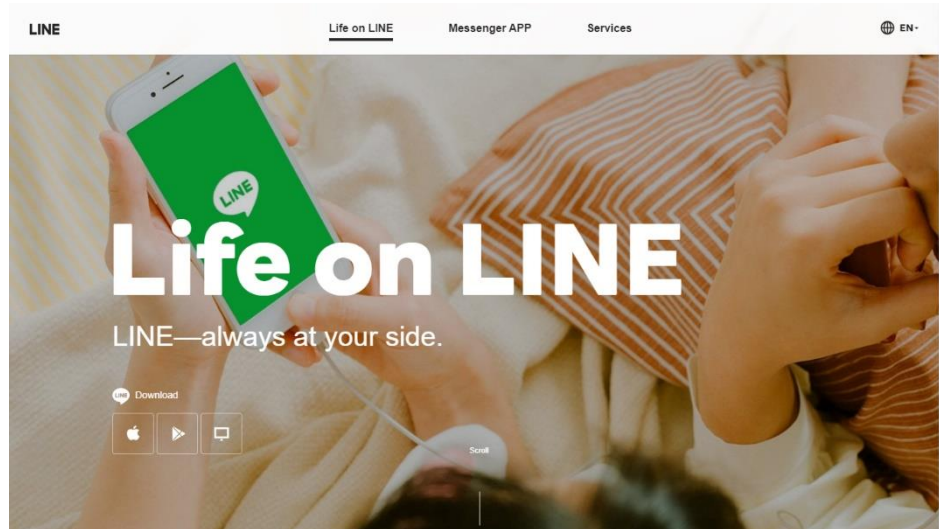 LINE
Life on LINE
Messenger APP
Services
EN
LINE
Life on LINE
LINE—always at your side.
LINE
Download
Scroll